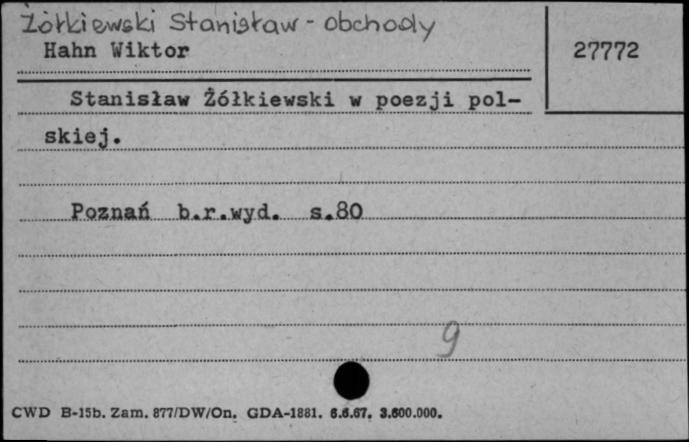 Żółkiewski Stanisław - obchody
Hahn Wiktor
27772
Stanisław Żółkiewski w poezji pol-
skiej.
Poznań b.r.wyd. s.80
9
CWD B-15b. Zam. 877/DW/On. GDA-1881. 6.6.67. 3.600.000.